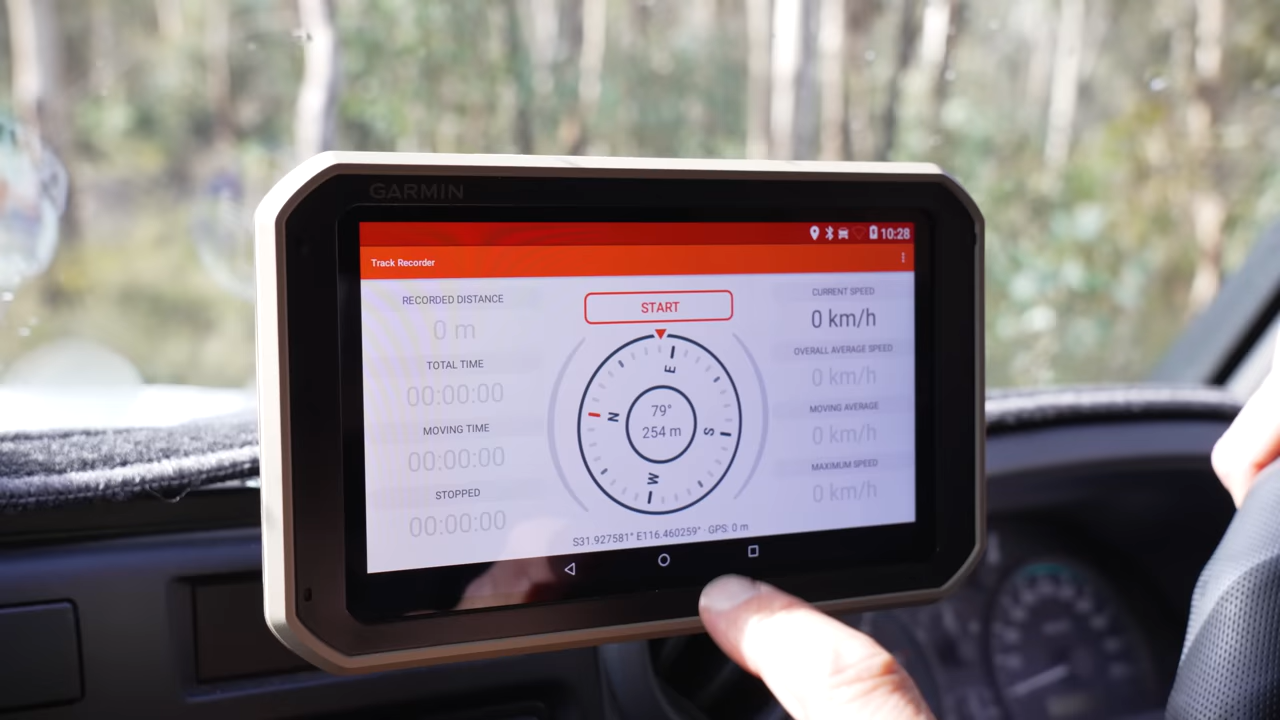 GARMIN
10:28
Track Recorder
RECORDED DISTANCE
0 m
TOTAL TIME
00:00:00
MOVING TIME
00:00:00
STOPPED
00:00:00
START
E
N
S
W
79°
254 m
S31.927581° E116.460259° · GPS: 0 m
CURRENT SPEED
0 km/h
OVERALL AVERAGE SPEED
0 km/h
MOVING AVERAGE
0 km/h
MAXIMUM SPEED
0 km/h